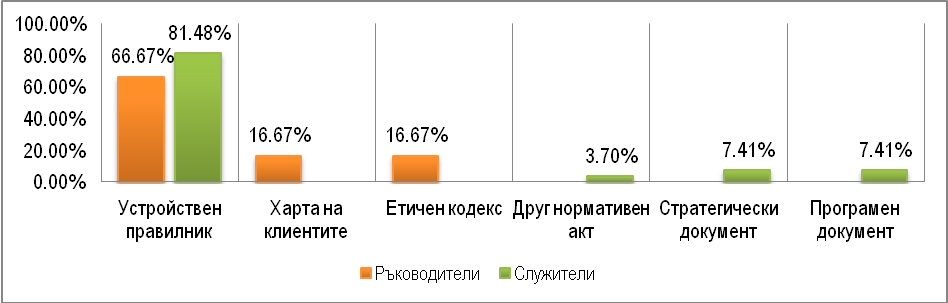 100.00%
80.00%
60.00%
40.00%
20.00%
0.00%
66.67%
81.48%
16.67%
16.67%
3.70%
7.41%
7.41%
Устройствен
правилник
Харта на
клиентите
Етичен кодекс
Друг нормативен
акт
Стратегически
документ
Програмен
документ
Ръководители
Служители